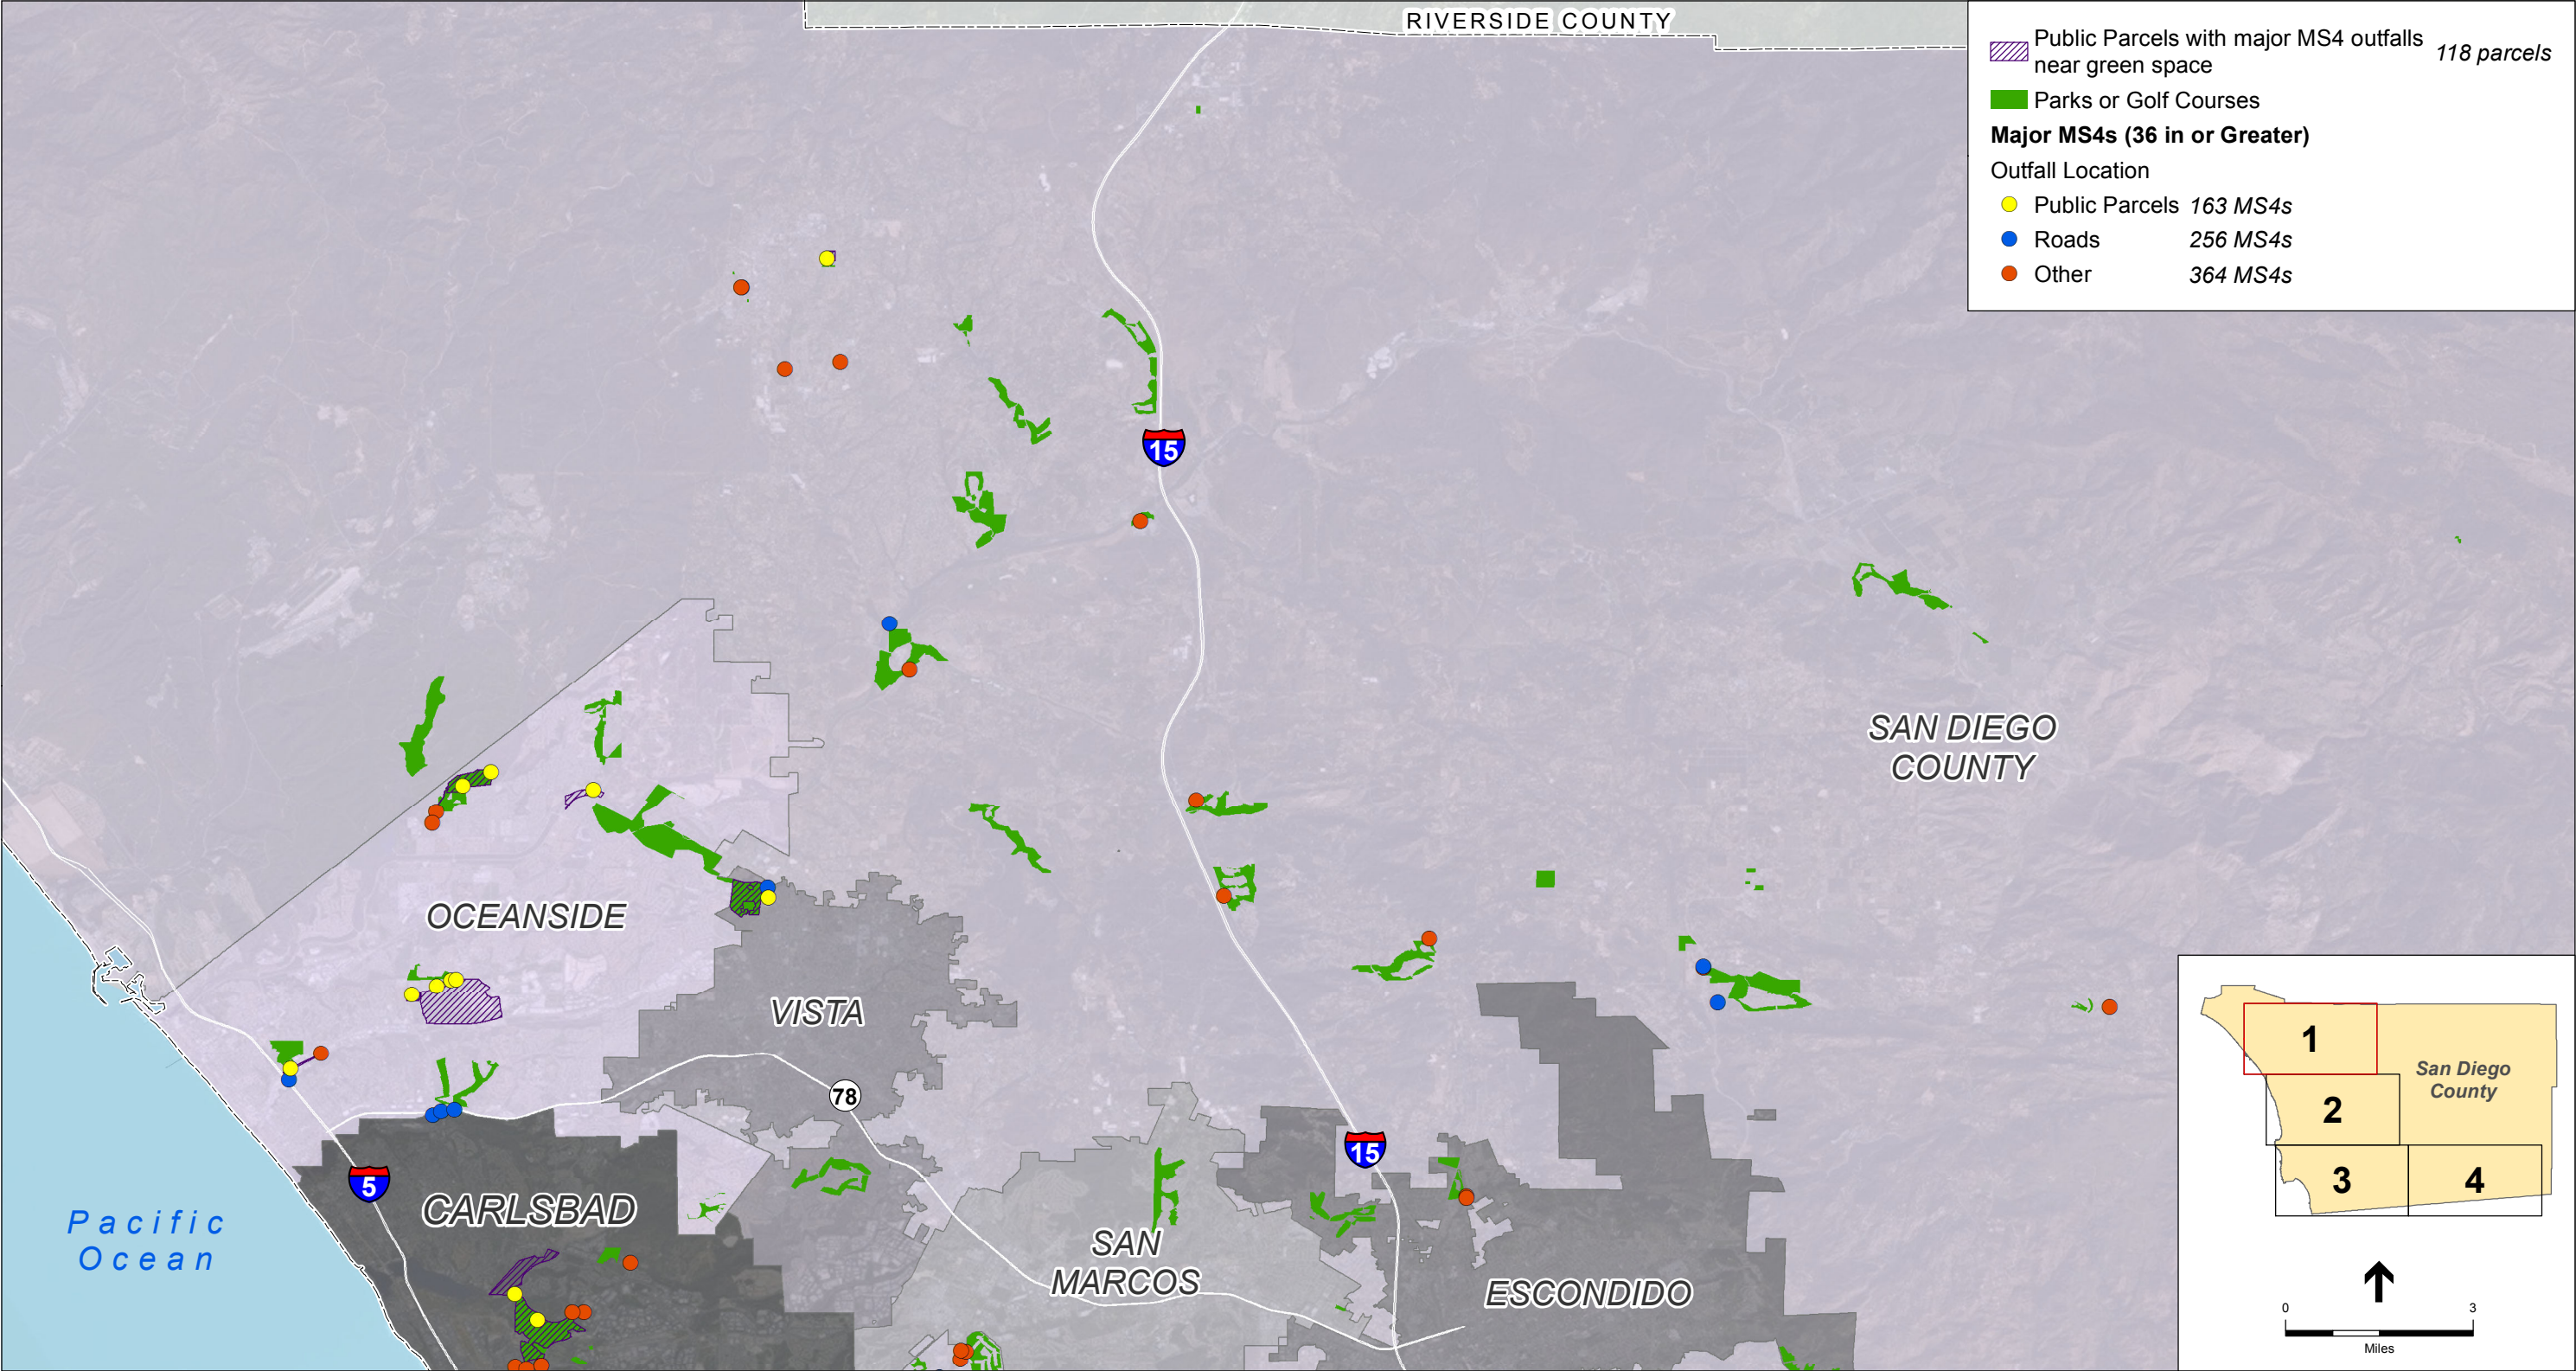 RIVERSIDE COUNTY
Public Parcels with major MS4 outfalls
near green space
118 parcels
Parks or Golf Courses
Major MS4s (36 in or Greater)
Outfall Location
Public Parcels 163 MS4s
Roads 256 MS4s
Other 364 MS4s
15
SAN DIEGO
COUNTY
OCEANSIDE
VISTA
78
15
5
CARLSBAD
Pacific
Ocean
SAN
MARCOS
ESCONDIDO
1
San Diego
County
2
3
4
0
3
Miles